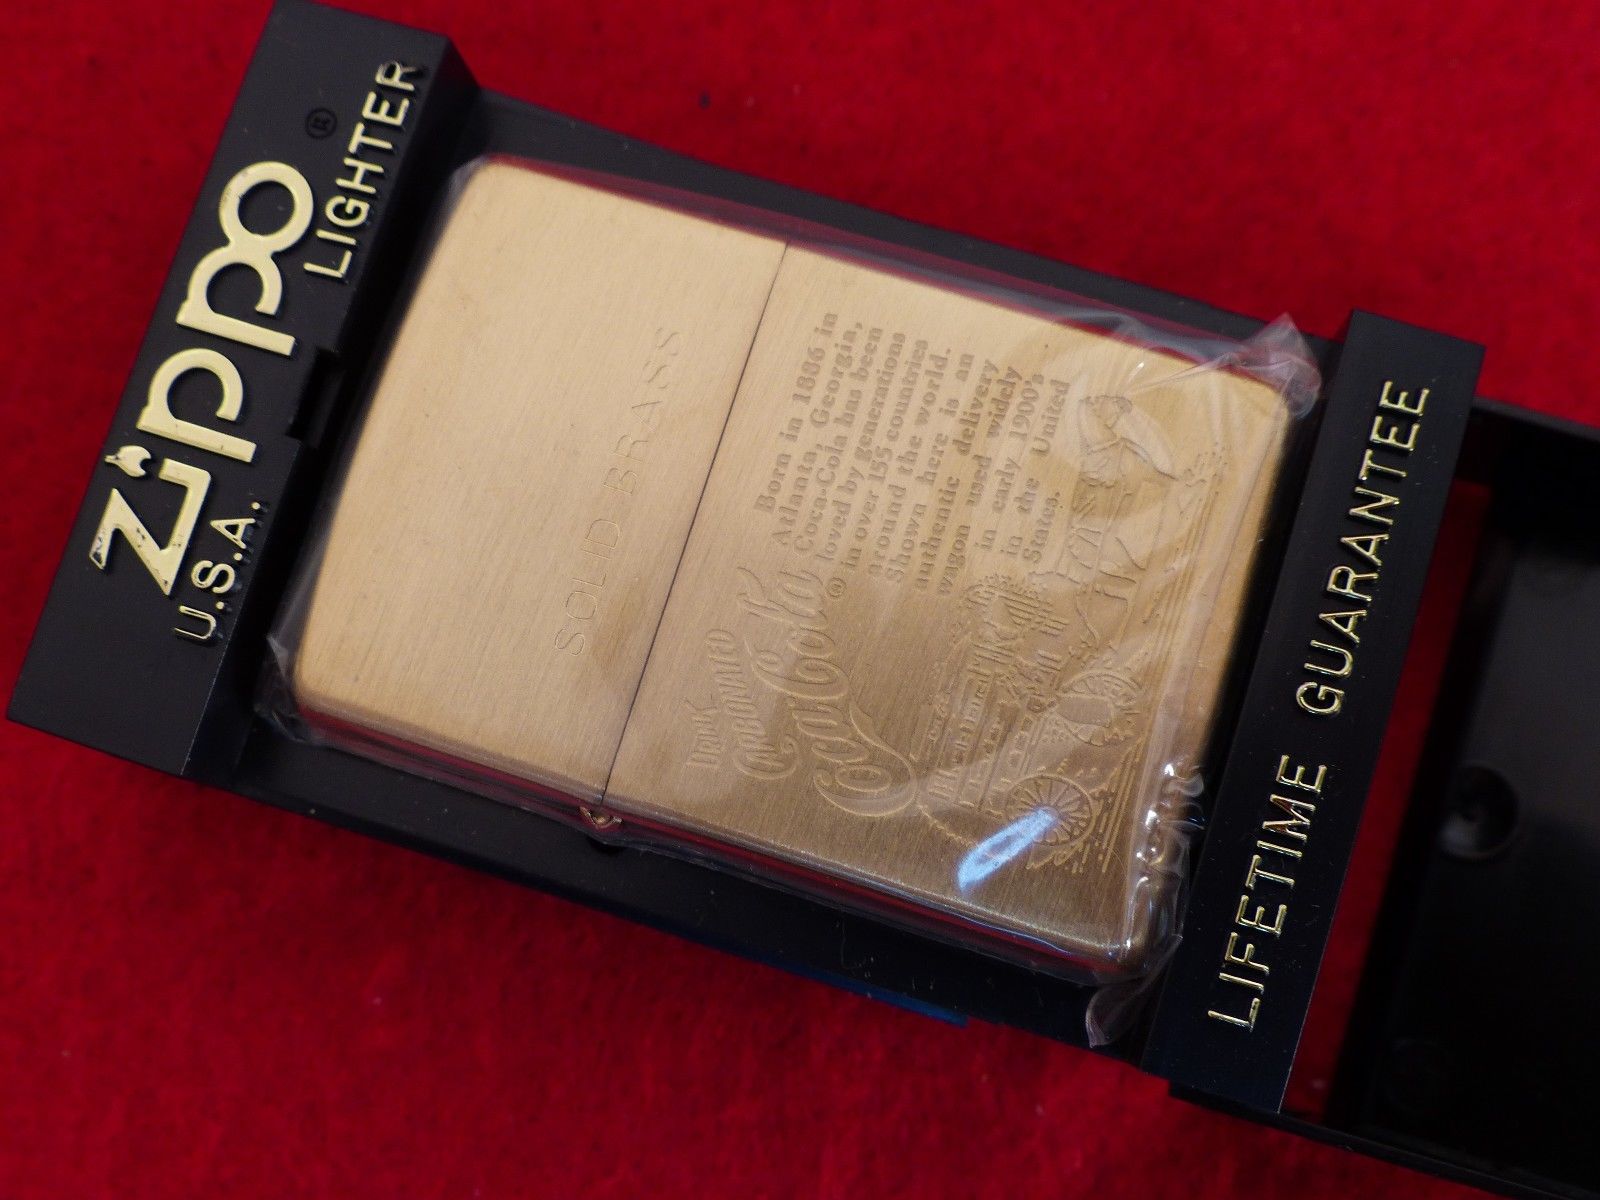 Zippo®
LIGHTER
U.S.A.
SOLID BRASS
DRINK
CARBONATED
Coca-Cola
®
Born in 1886 in
Atlanta, Georgia,
Coca-Cola has been
loved by generations
in over 155 countries
around the world.
Shown here is an
authentic delivery
wagon used widely
in early 1900's
in the United
States.
LIFETIME GUARANTEE